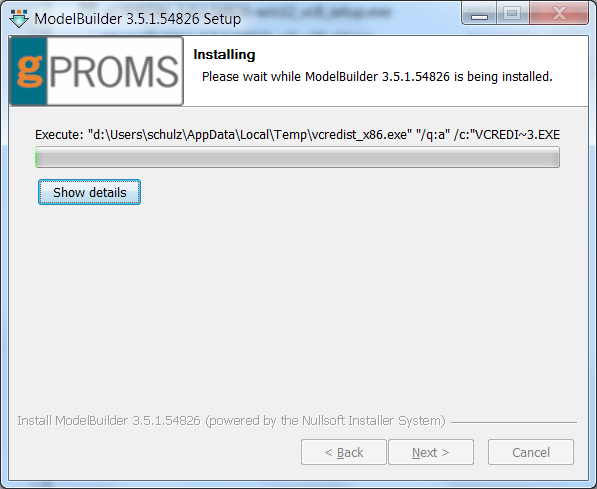 ModelBuilder 3.5.1.54826 Setup
gPROMS
Installing
Please wait while ModelBuilder 3.5.1.54826 is being installed.
Execute: "d:\Users\schulz\AppData\Local\Temp\vcredist_x86.exe" "/q:a" /c:"VCREDI~3.EXE
Show details
Install ModelBuilder 3.5.1.54826 (powered by the Nullsoft Installer System)
< Back
Next >
Cancel